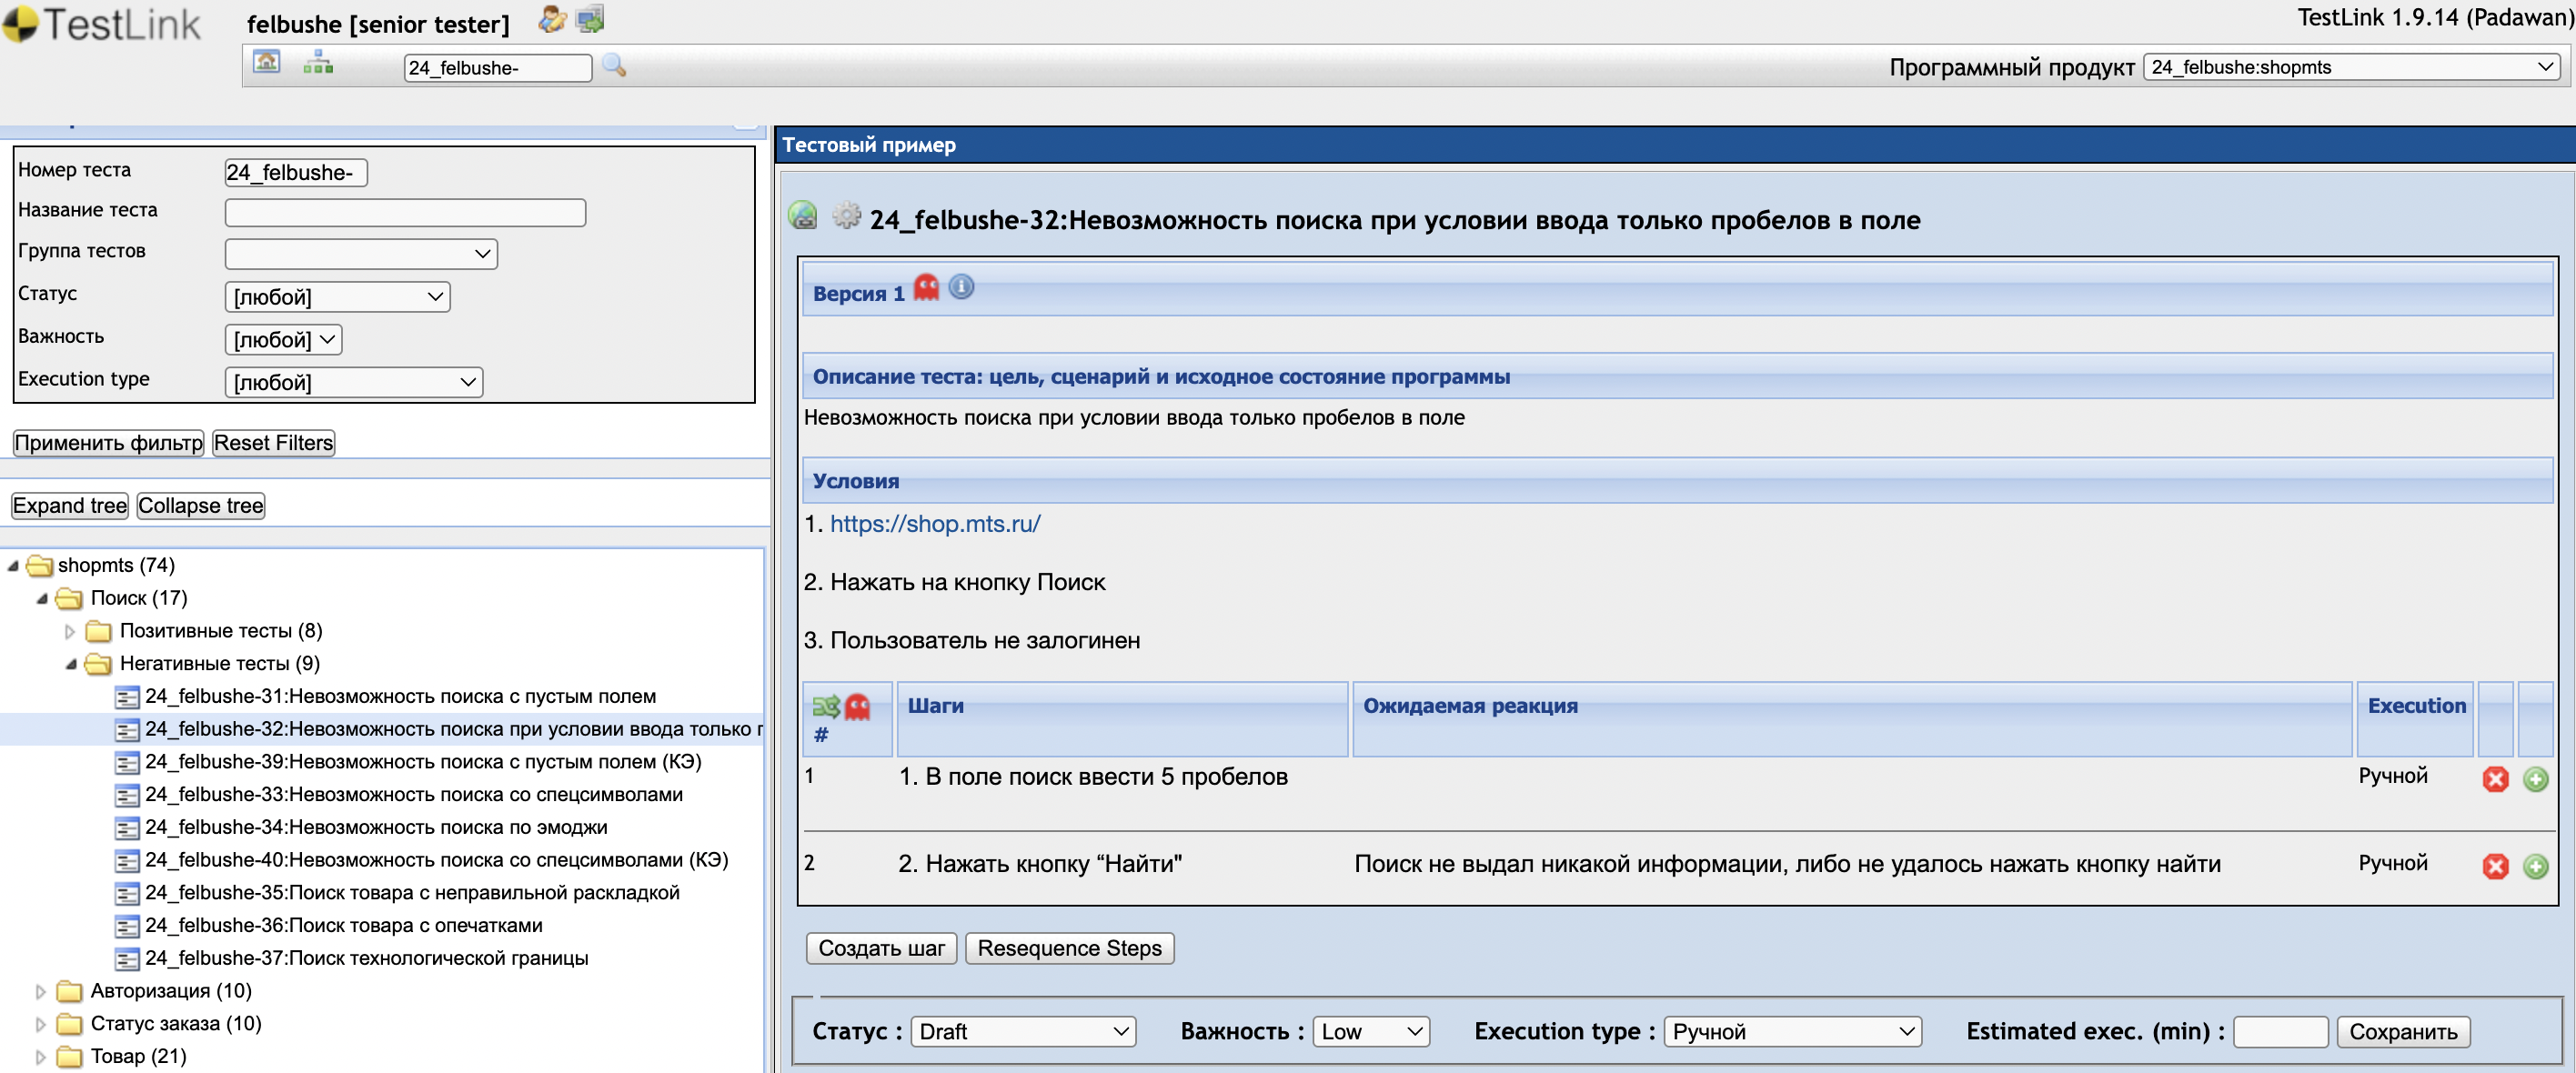 TestLink
felbushe [senior tester]
TestLink 1.9.14 (Padawan)
24_felbushe-
Программный продукт 24_felbushe:shopmts
Номер теста 24_felbushe-
Название теста
Группа тестов
Статус [любой]
Важность [любой]
Execution type [любой]
Применить фильтр Reset Filters
Expand tree Collapse tree
shopmts (74)
Поиск (17)
Позитивные тесты (8)
Негативные тесты (9)
24_felbushe-31:Невозможность поиска с пустым полем
24_felbushe-32:Невозможность поиска при условии ввода только
24_felbushe-39:Невозможность поиска с пустым полем (КЭ)
24_felbushe-33:Невозможность поиска со спецсимволами
24_felbushe-34:Невозможность поиска по эмоджи
24_felbushe-40:Невозможность поиска со спецсимволами (КЭ)
24_felbushe-35:Поиск товара с неправильной раскладкой
24_felbushe-36:Поиск товара с опечатками
24_felbushe-37:Поиск технологической границы
Авторизация (10)
Статус заказа (10)
Товар (21)
Тестовый пример
24_felbushe-32:Невозможность поиска при условии ввода только пробелов в поле
Версия 1
Описание теста: цель, сценарий и исходное состояние программы
Невозможность поиска при условии ввода только пробелов в поле
Условия
1. https://shop.mts.ru/
2. Нажать на кнопку Поиск
3. Пользователь не залогинен
# Шаги Ожидаемая реакция Execution
1 1. В поле поиск ввести 5 пробелов Ручной
2 2. Нажать кнопку “Найти" Поиск не выдал никакой информации, либо не удалось нажать кнопку найти Ручной
Создать шаг Resequence Steps
Статус : Draft Важность : Low Execution type : Ручной Estimated exec. (min) : Сохранить